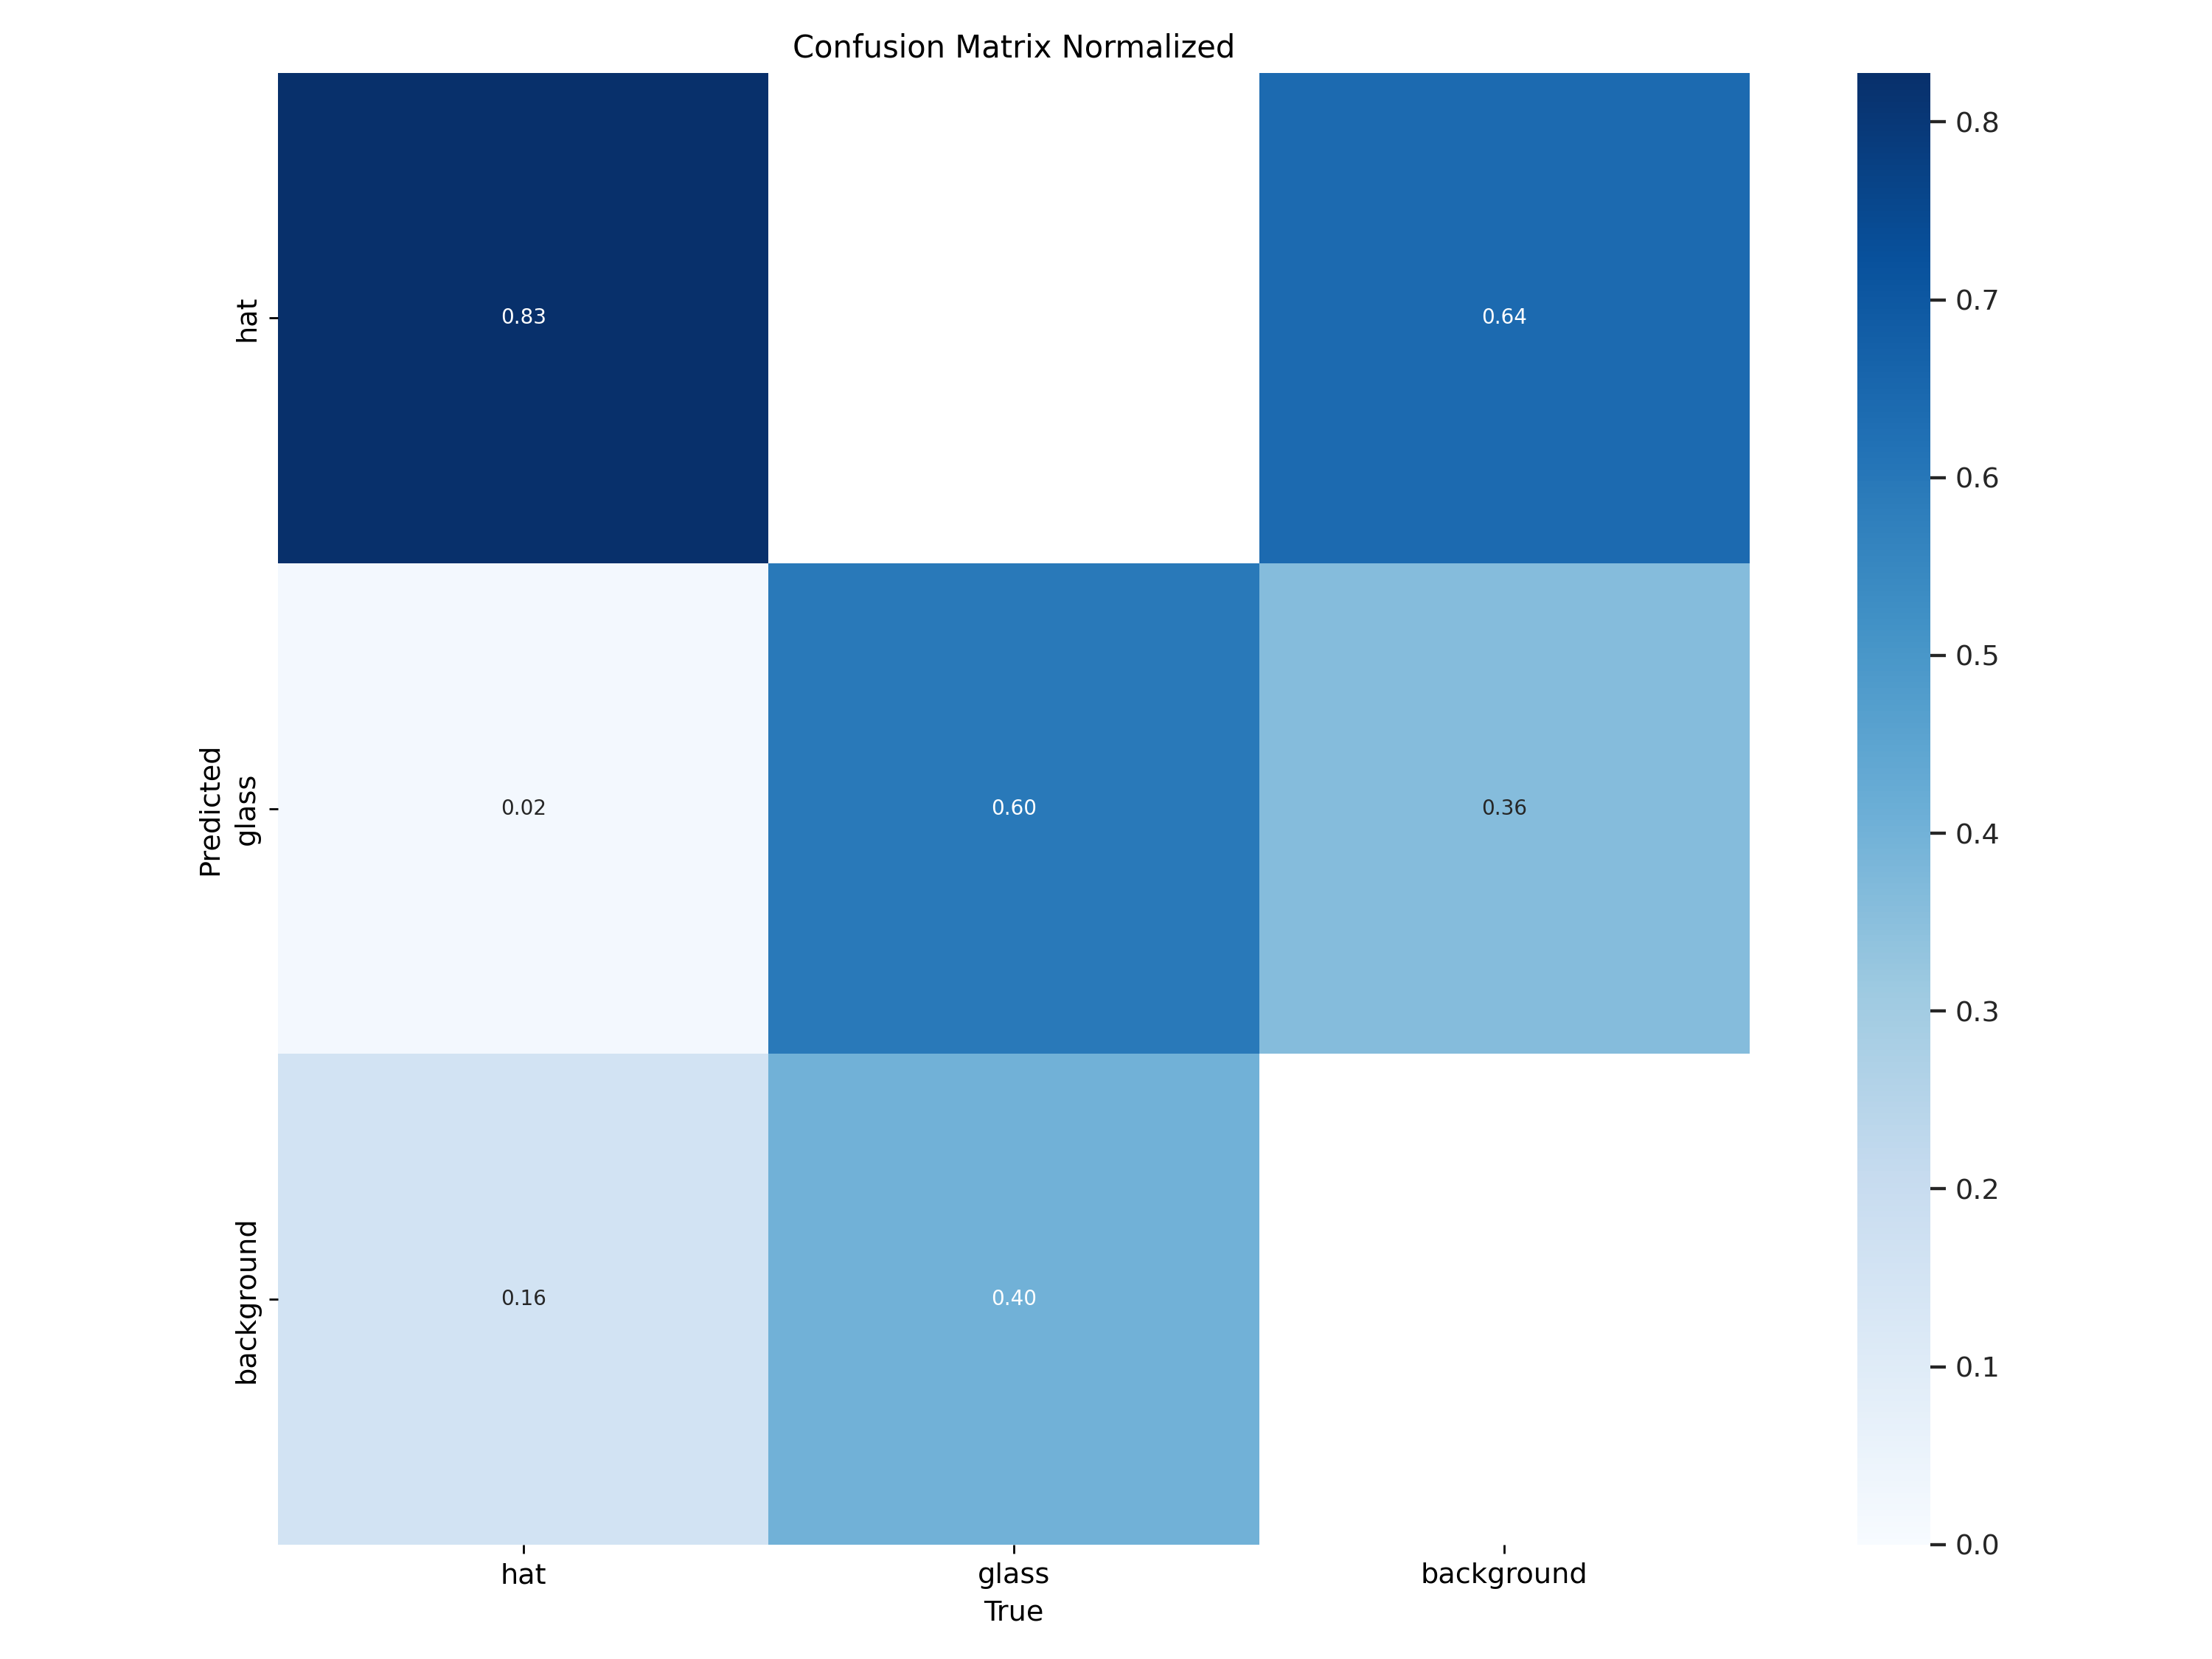 Confusion Matrix Normalized
hat
0.83
0.64
Predicted
glass
0.02
0.60
0.36
background
0.16
0.40
hat
glass
background
True
0.8
0.7
0.6
0.5
0.4
0.3
0.2
0.1
0.0